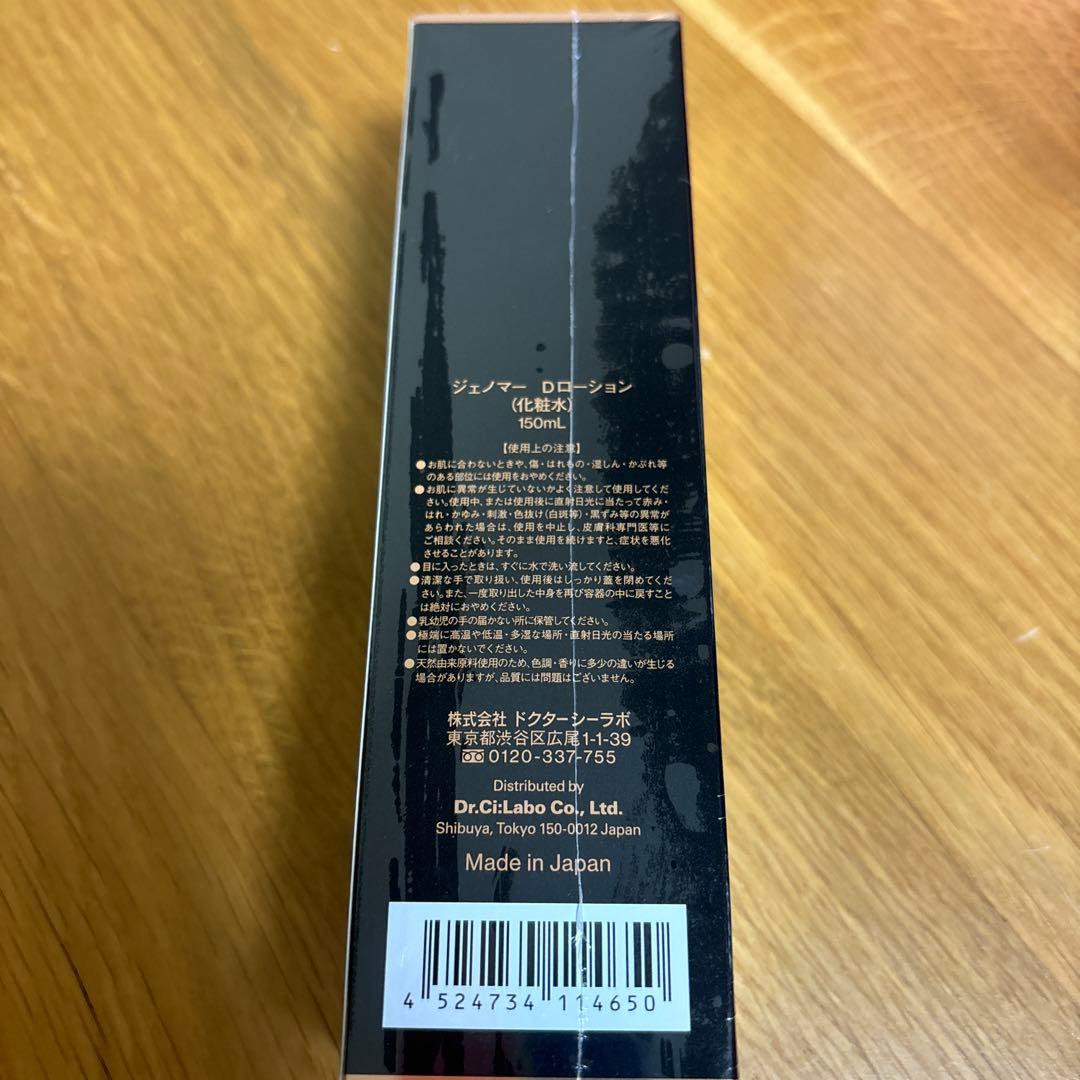 ジェノマー Dローション
(化粧水)
150mL
【使用上の注意】
●お肌に合わないときや、傷・はれもの・湿しん・かぶれ等
のある部位には使用をおやめください。
●お肌に異常が生じていないかよく注意して使用してくだ
さい。使用中、または使用後に直射日光に当たって赤み・
はれ・かゆみ・刺激・色抜け(白斑等)・黒ずみ等の異常が
あらわれた場合は、使用を中止し、皮膚科専門医等に
ご相談ください。そのまま使用を続けますと、症状を悪化
させることがあります。
●目に入ったときは、すぐに水で洗い流してください。
●清潔な手で取り扱い、使用後はしっかり蓋を閉めてくだ
さい。また、一度取り出した中身を再び容器の中に戻すこと
は絶対におやめください。
●乳幼児の手の届かない所に保管してください。
●極端に高温や低温・多湿な場所・直射日光の当たる場所
には置かないでください。
●天然由来原料使用のため、色調・香りに多少の違いが生じる
場合がありますが、品質には問題はございません。
株式会社 ドクターシーラボ
東京都渋谷区広尾1-1-39
0120-337-755
Distributed by
Dr.Ci:Labo Co., Ltd.
Shibuya, Tokyo 150-0012 Japan
Made in Japan
4 524734 114650